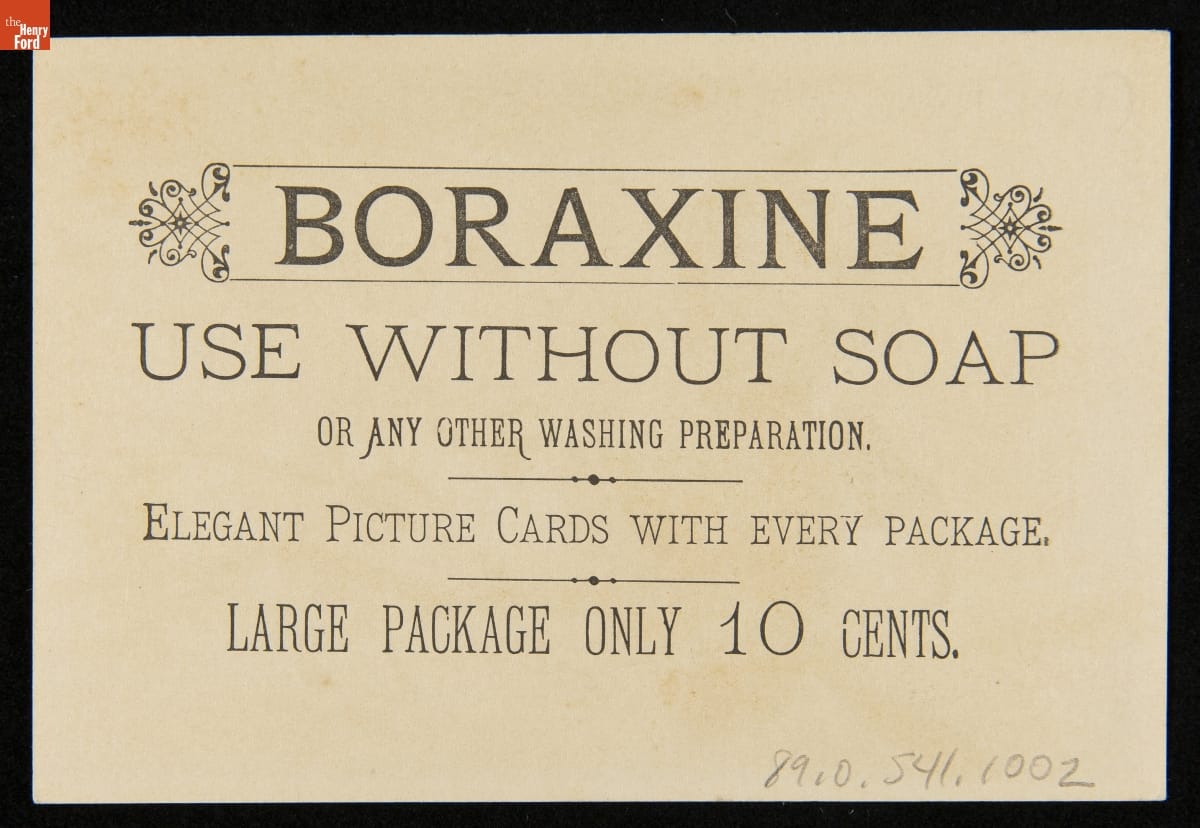 the
Henry
Ford
BORAXINE
USE WITHOUT SOAP
OR ANY OTHER WASHING PREPARATION.
ELEGANT PICTURE CARDS WITH EVERY PACKAGE.
LARGE PACKAGE ONLY 10 CENTS.
89.0.541.1002